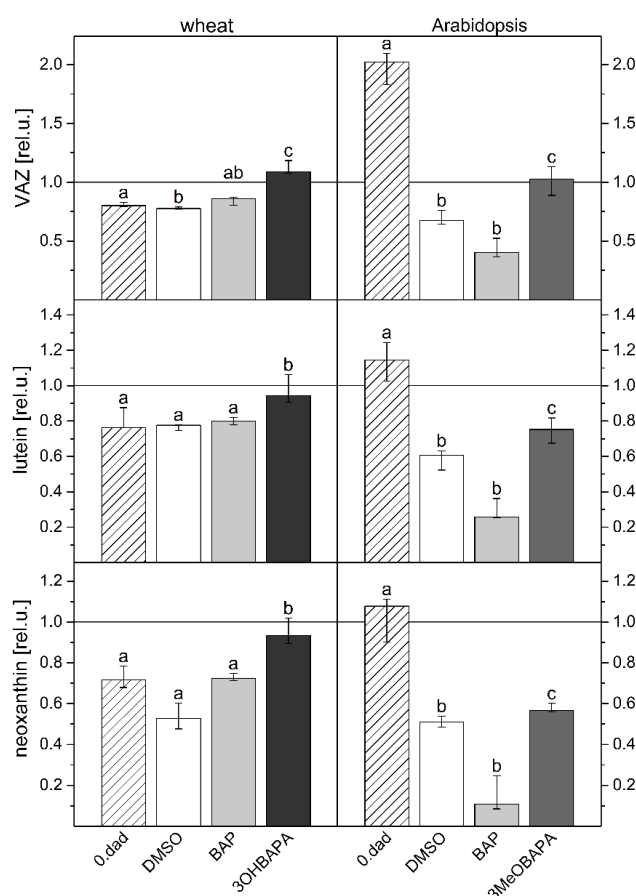 wheat
Arabidopsis
VAZ [rel.u.]
2.0
1.5
1.0
0.5
a
b
ab
c
a
b
b
c
2.0
1.5
1.0
0.5
lutein [rel.u.]
1.4
1.2
1.0
0.8
0.6
0.4
0.2
a
a
a
b
a
b
b
c
1.4
1.2
1.0
0.8
0.6
0.4
0.2
neoxanthin [rel.u.]
1.2
1.0
0.8
0.6
0.4
0.2
a
a
a
b
a
b
b
c
1.2
1.0
0.8
0.6
0.4
0.2
0.dad
DMSO
BAP
3OHBAPA
0.dad
DMSO
BAP
3MeOBAPA